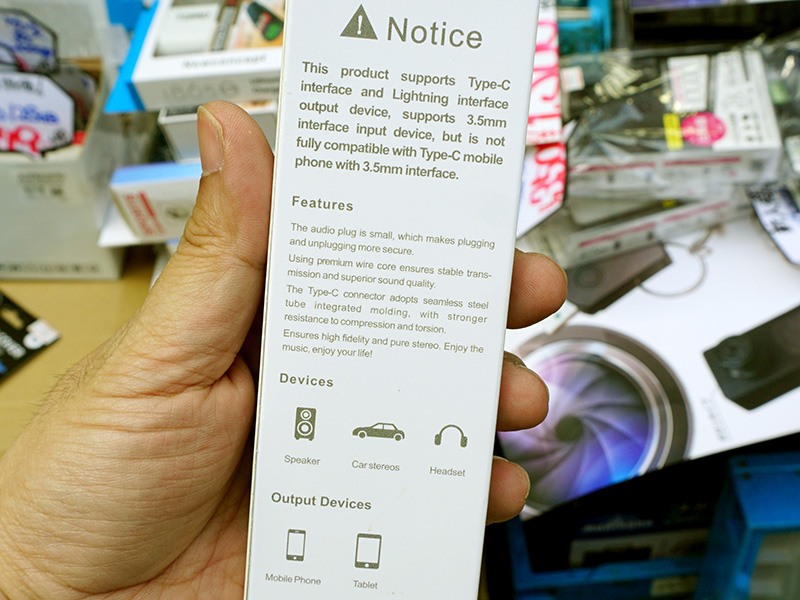 Notice
This product supports Type-C
interface and Lightning interface
output device, supports 3.5mm
interface input device, but is not
fully compatible with Type-C mobile
phone with 3.5mm interface.
Features
The audio plug is small, which makes plugging
and unplugging more secure.
Using premium wire core ensures stable trans-
mission and superior sound quality.
The Type-C connector adopts seamless steel
tube integrated molding, with stronger
resistance to compression and torsion.
Ensures high fidelity and pure stereo. Enjoy the
music, enjoy your life!
Devices
Speaker
Car stereos
Headset
Output Devices
Mobile Phone
Tablet